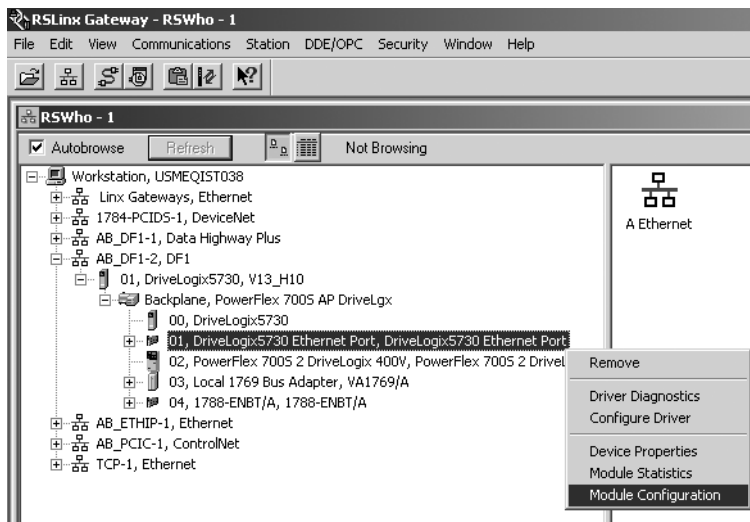 RSLinx Gateway - RSWho - 1
File Edit View Communications Station DDE/OPC Security Window Help
RSWho - 1
Autobrowse Refresh Not Browsing
Workstation, USMEQIST038
Linx Gateways, Ethernet
1784-PCIDS-1, DeviceNet
AB_DF1-1, Data Highway Plus
AB_DF1-2, DF1
01, DriveLogix5730, V13_H10
Backplane, PowerFlex 700S AP DriveLgx
00, DriveLogix5730
01, DriveLogix5730 Ethernet Port, DriveLogix5730 Ethernet Port
02, PowerFlex 700S 2 DriveLogix 400V, PowerFlex 700S 2 DriveL
03, Local 1769 Bus Adapter, VA1769/A
04, 1788-ENBT/A, 1788-ENBT/A
AB_ETHIP-1, Ethernet
AB_PCIC-1, ControlNet
TCP-1, Ethernet
A Ethernet
Remove
Driver Diagnostics
Configure Driver
Device Properties
Module Statistics
Module Configuration